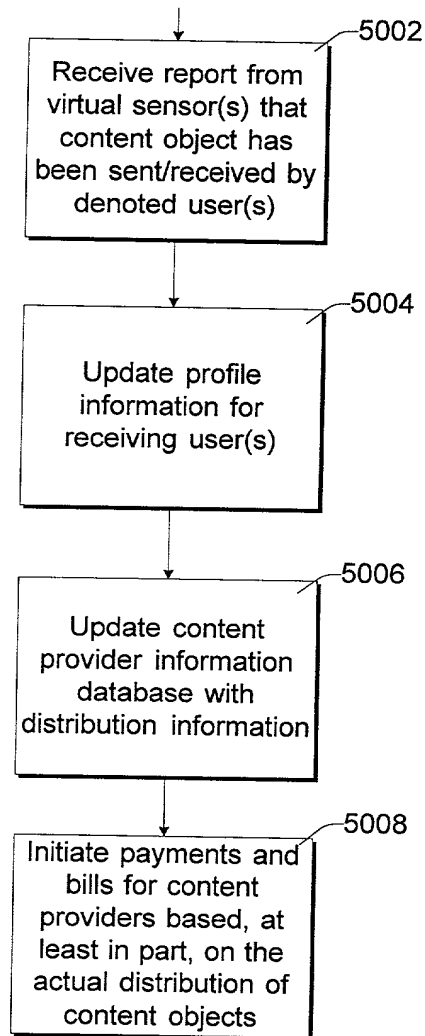 5002
Receive report from
virtual sensor(s) that
content object has
been sent/received by
denoted user(s)
5004
Update profile
information for
receiving user(s)
5006
Update content
provider information
database with
distribution information
5008
Initiate payments and
bills for content
providers based, at
least in part, on the
actual distribution of
content objects